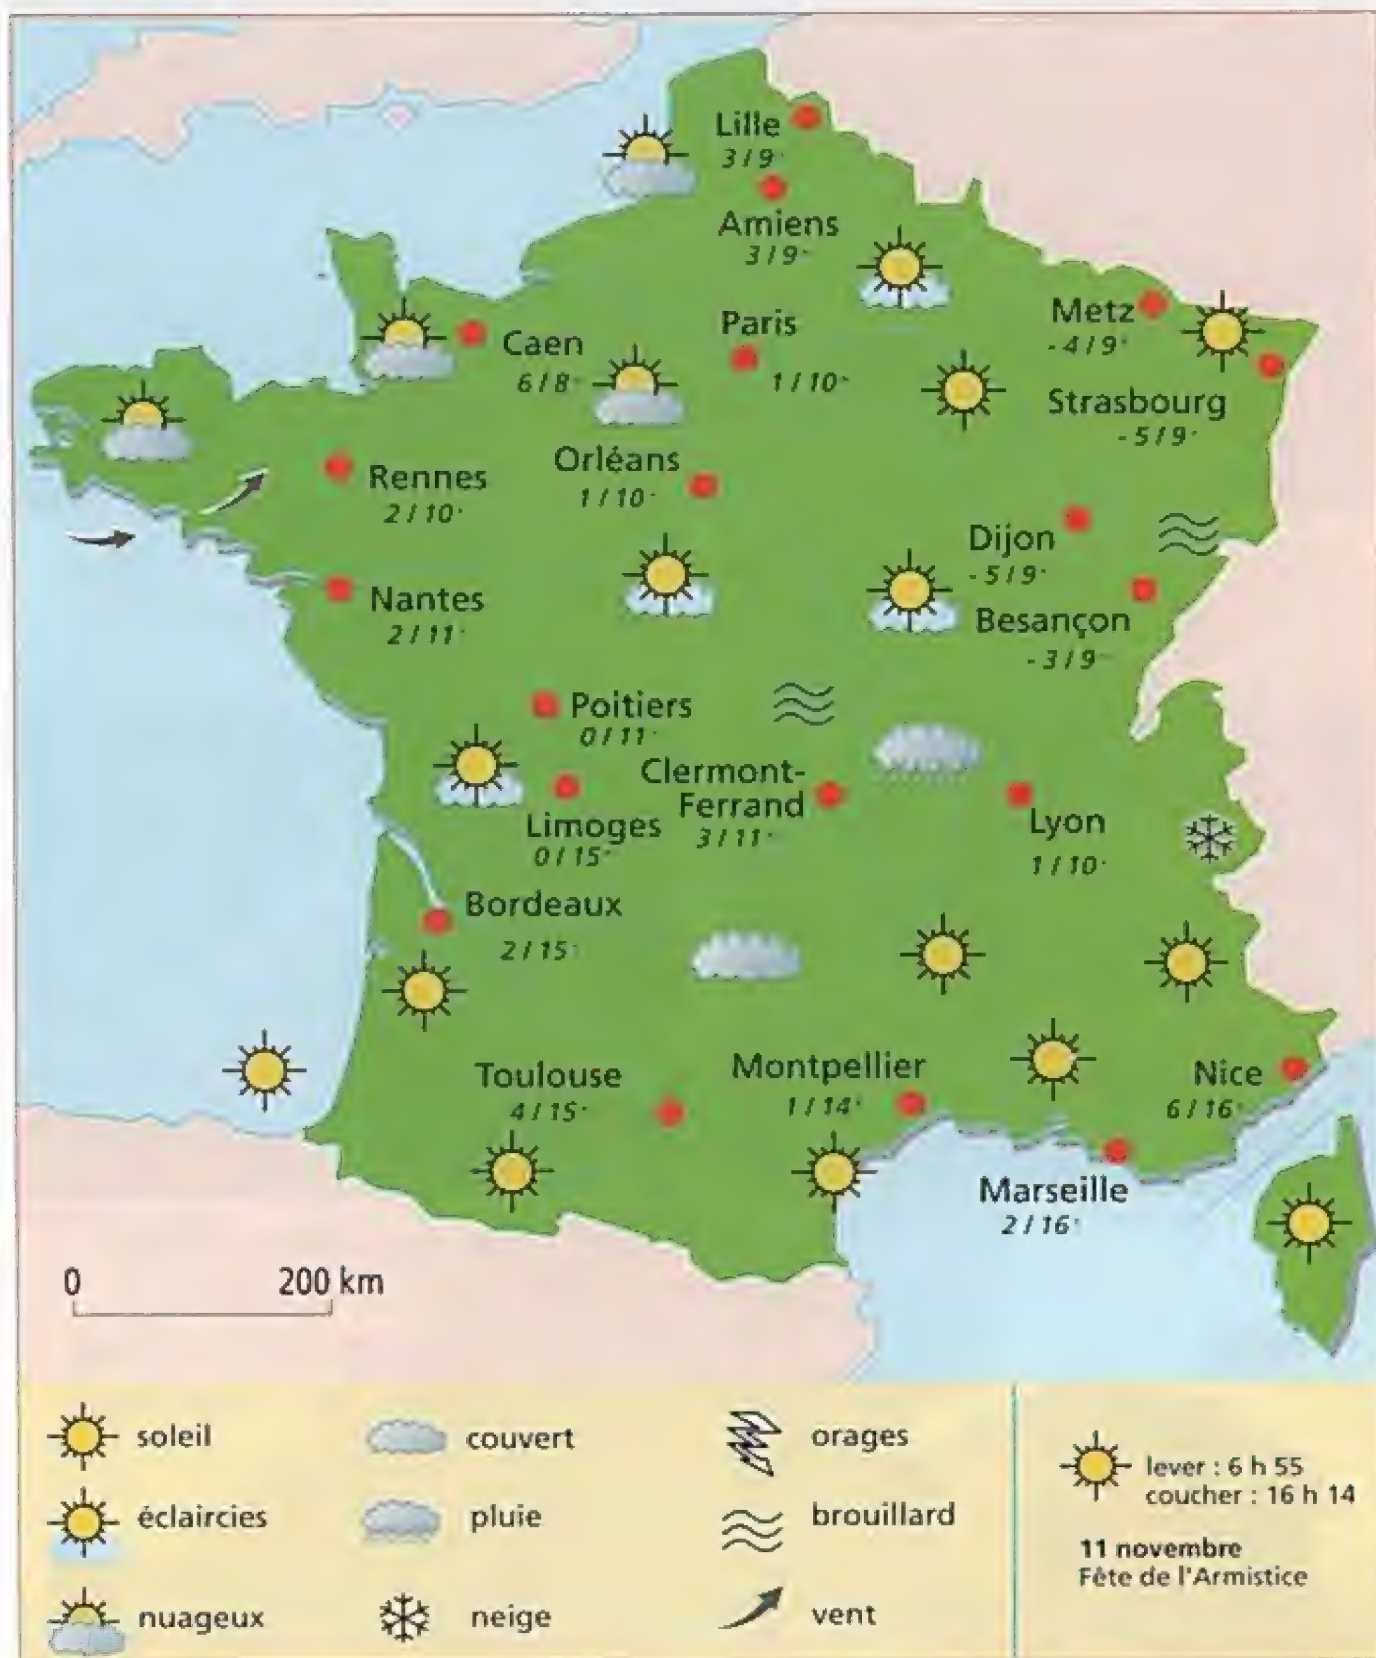 Lille
3/9°
Amiens
3/9°
Paris
1/10°
Metz
-4/9°
Caen
6/8°
Strasbourg
-5/9°
Orléans
1/10°
Rennes
2/10°
Dijon
-5/9°
Nantes
2/11°
Besançon
-3/9°
Poitiers
0/11°
Clermont-
Ferrand
3/11°
Limoges
0/15°
Lyon
1/10°
Bordeaux
2/15°
Toulouse
4/15°
Montpellier
1/14°
Nice
6/16°
Marseille
2/16°
0 200 km
soleil
éclaircies
nuageux
couvert
pluie
neige
orages
brouillard
vent
lever : 6 h 55
coucher : 16 h 14
11 novembre
Fête de l'Armistice